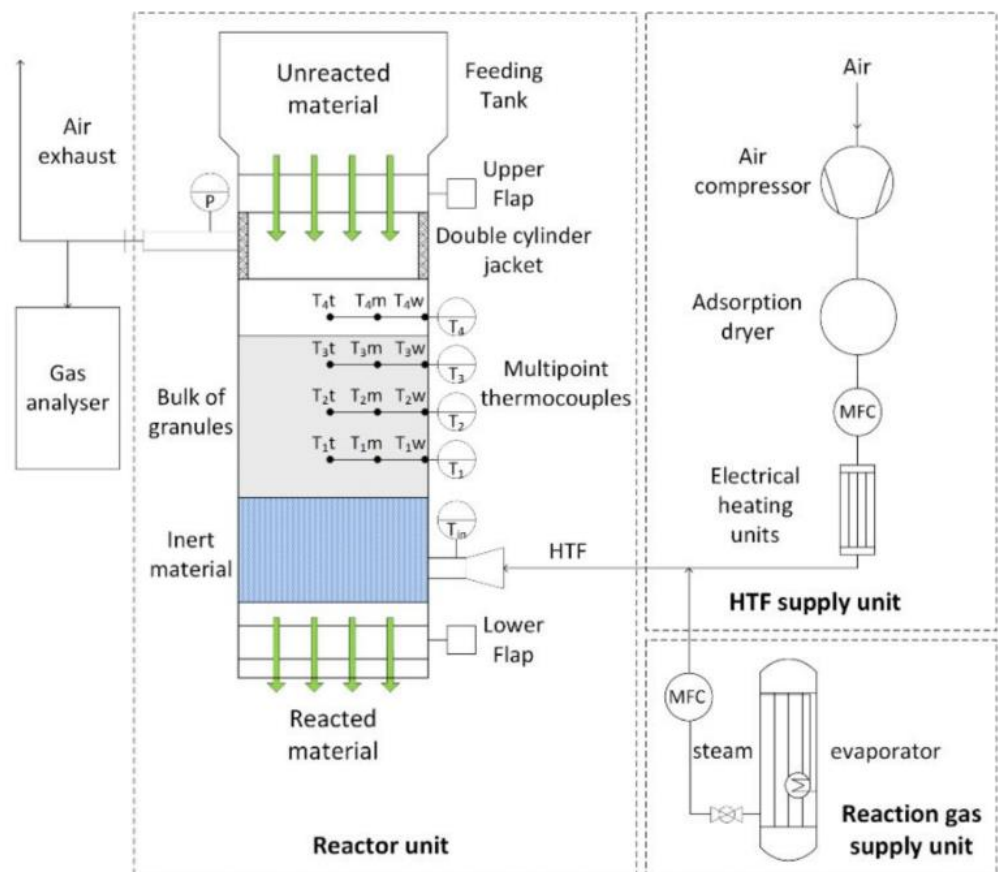 Unreacted
material
Feeding
Tank
Air
exhaust
P
Upper
Flap
Double cylinder
jacket
T₄t T₄m T₄w
T₄
T₃t T₃m T₃w
T₃
T₂t T₂m T₂w
T₂
T₁t T₁m T₁w
T₁
Multipoint
thermocouples
Gas
analyser
Bulk of
granules
Inert
material
Tᵢₙ
HTF
Lower
Flap
Reacted
material
Reactor unit
Air
Air
compressor
Adsorption
dryer
MFC
Electrical
heating
units
HTF supply unit
MFC
steam
evaporator
M
Reaction gas
supply unit